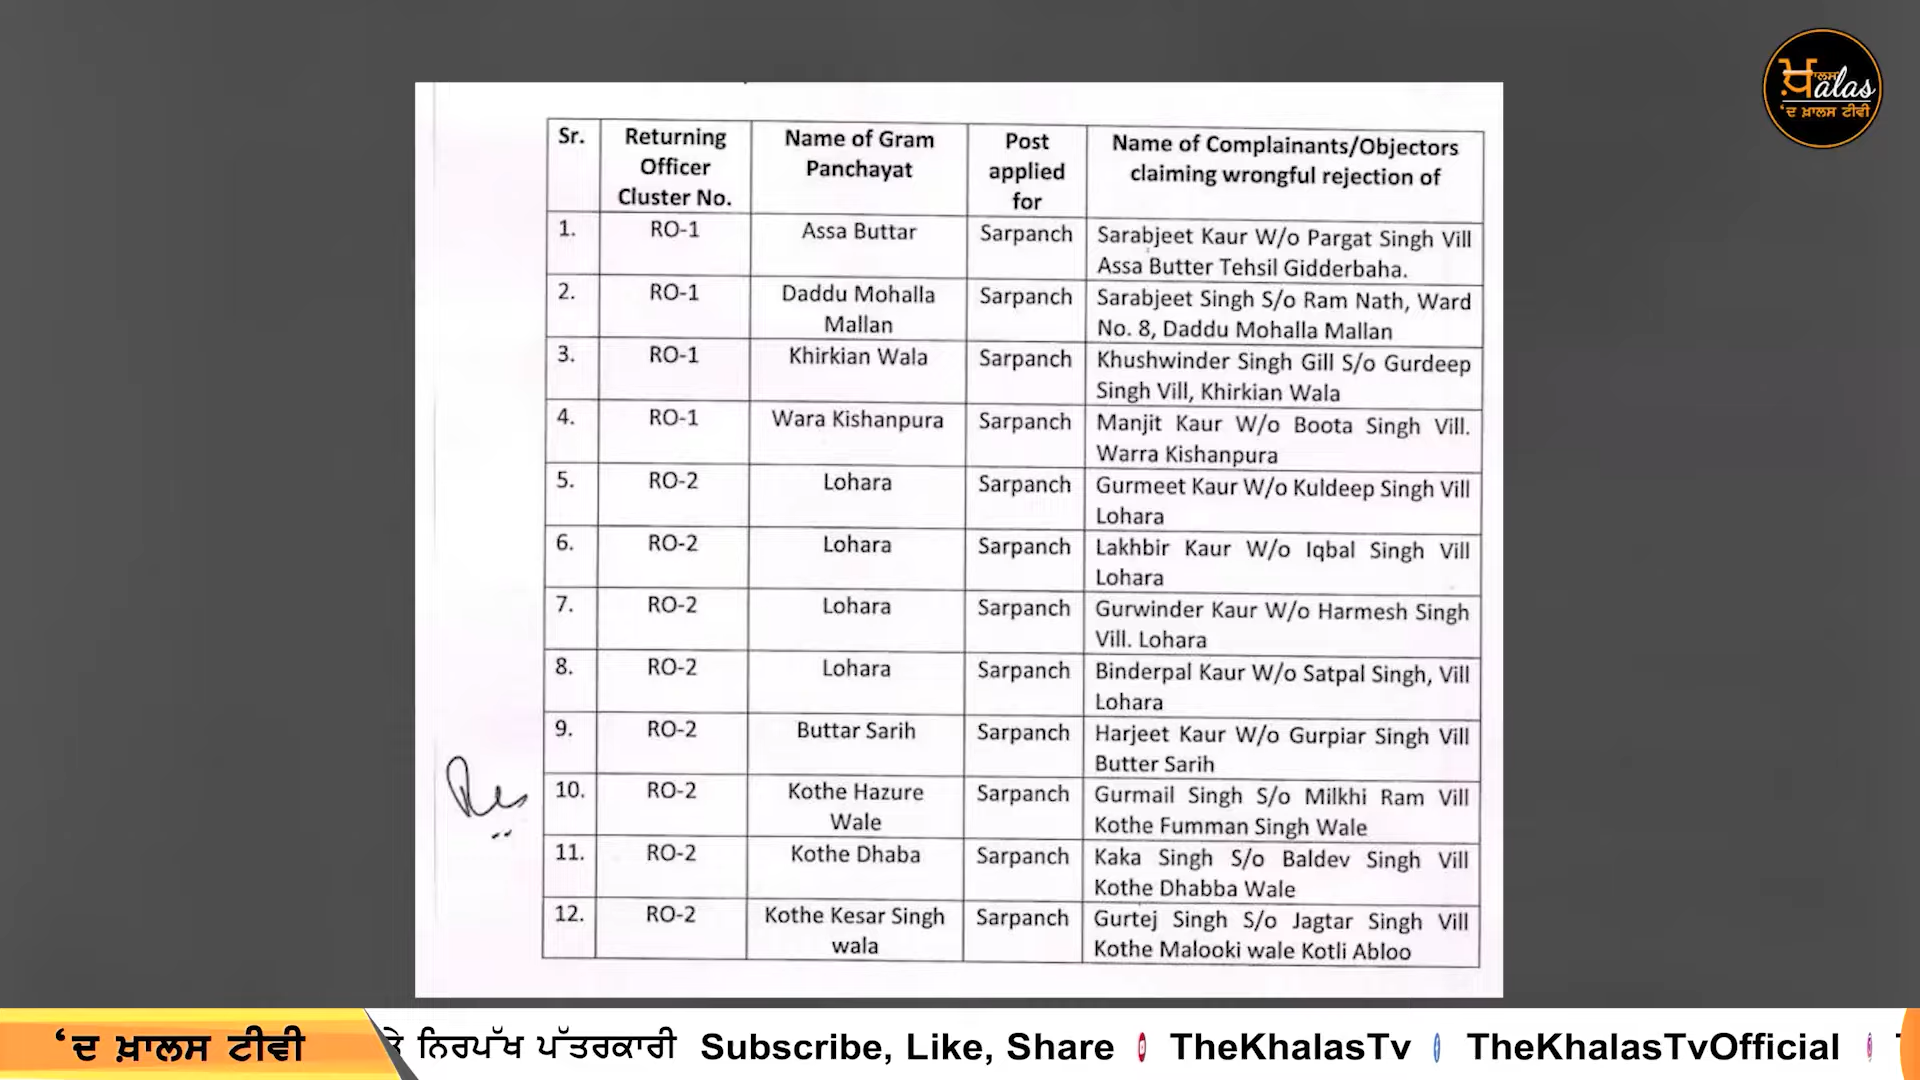 ਖ਼ਾਲਸ
alas
‘ਦ ਖ਼ਾਲਸ ਟੀਵੀ
Sr. Returning Officer Cluster No. Name of Gram Panchayat Post applied for Name of Complainants/Objectors claiming wrongful rejection of
1. RO-1 Assa Buttar Sarpanch Sarabjeet Kaur W/o Pargat Singh Vill
Assa Butter Tehsil Gidderbaha.
2. RO-1 Daddu Mohalla Mallan Sarpanch Sarabjeet Singh S/o Ram Nath, Ward
No. 8, Daddu Mohalla Mallan
3. RO-1 Khirkian Wala Sarpanch Khushwinder Singh Gill S/o Gurdeep
Singh Vill, Khirkian Wala
4. RO-1 Wara Kishanpura Sarpanch Manjit Kaur W/o Boota Singh Vill.
Warra Kishanpura
5. RO-2 Lohara Sarpanch Gurmeet Kaur W/o Kuldeep Singh Vill
Lohara
6. RO-2 Lohara Sarpanch Lakhbir Kaur W/o Iqbal Singh Vill
Lohara
7. RO-2 Lohara Sarpanch Gurwinder Kaur W/o Harmesh Singh
Vill. Lohara
8. RO-2 Lohara Sarpanch Binderpal Kaur W/o Satpal Singh, Vill
Lohara
9. RO-2 Buttar Sarih Sarpanch Harjeet Kaur W/o Gurpiar Singh Vill
Butter Sarih
10. RO-2 Kothe Hazure Wale Sarpanch Gurmail Singh S/o Milkhi Ram Vill
Kothe Fumman Singh Wale
11. RO-2 Kothe Dhaba Sarpanch Kaka Singh S/o Baldev Singh Vill
Kothe Dhabba Wale
12. RO-2 Kothe Kesar Singh wala Sarpanch Gurtej Singh S/o Jagtar Singh Vill
Kothe Malooki wale Kotli Abloo
‘ਦ ਖ਼ਾਲਸ ਟੀਵੀ ਨਿਰਪੱਖ ਪੱਤਰਕਾਰੀ Subscribe, Like, Share TheKhalasTv TheKhalasTvOfficial